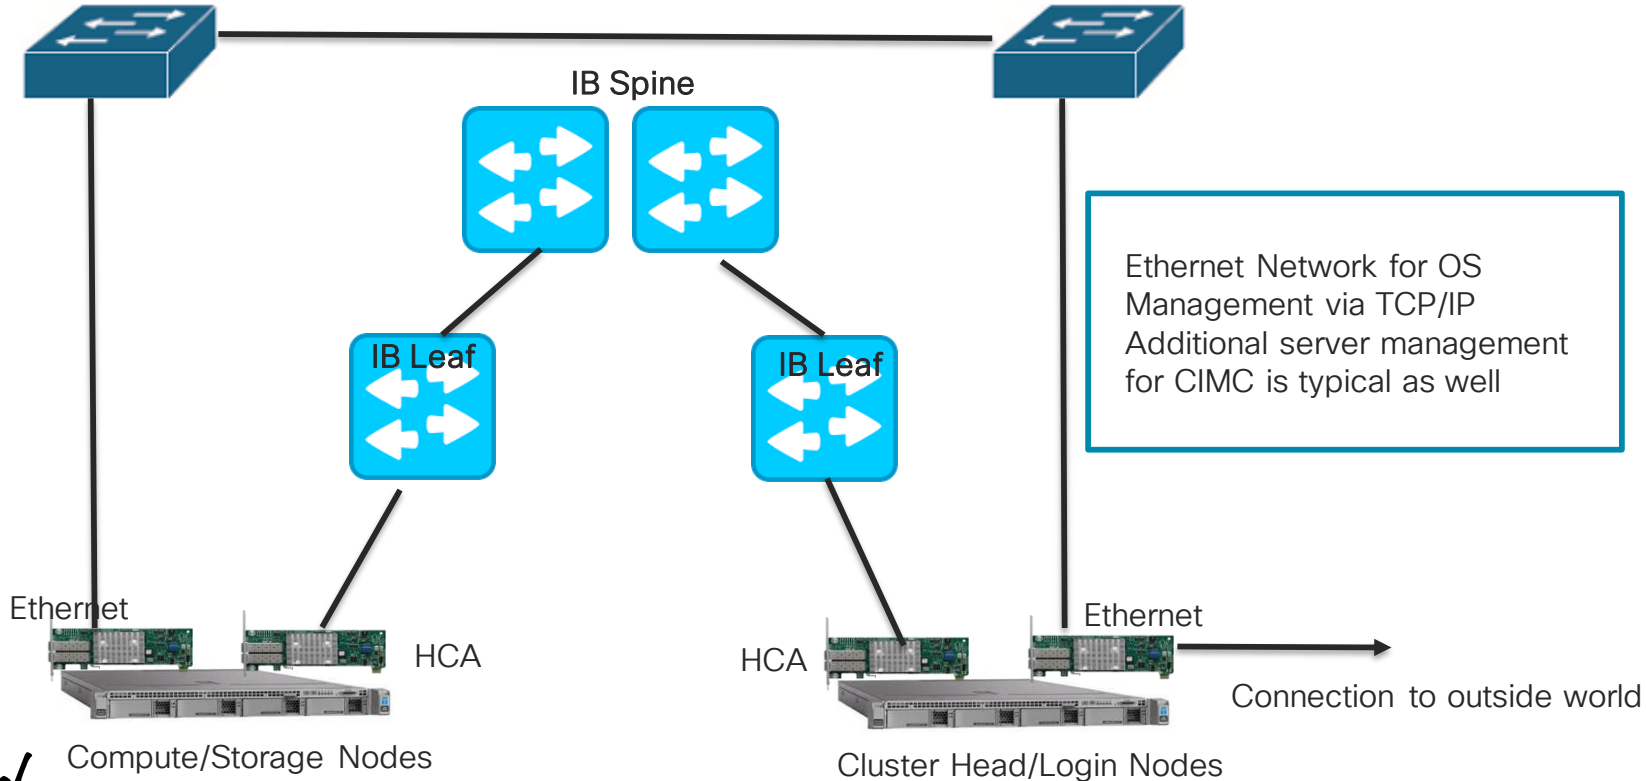 IB Spine
IB Leaf
IB Leaf
Ethernet Network for OS
Management via TCP/IP
Additional server management
for CIMC is typical as well
Ethernet
HCA
HCA
Ethernet
Connection to outside world
Compute/Storage Nodes
Cluster Head/Login Nodes